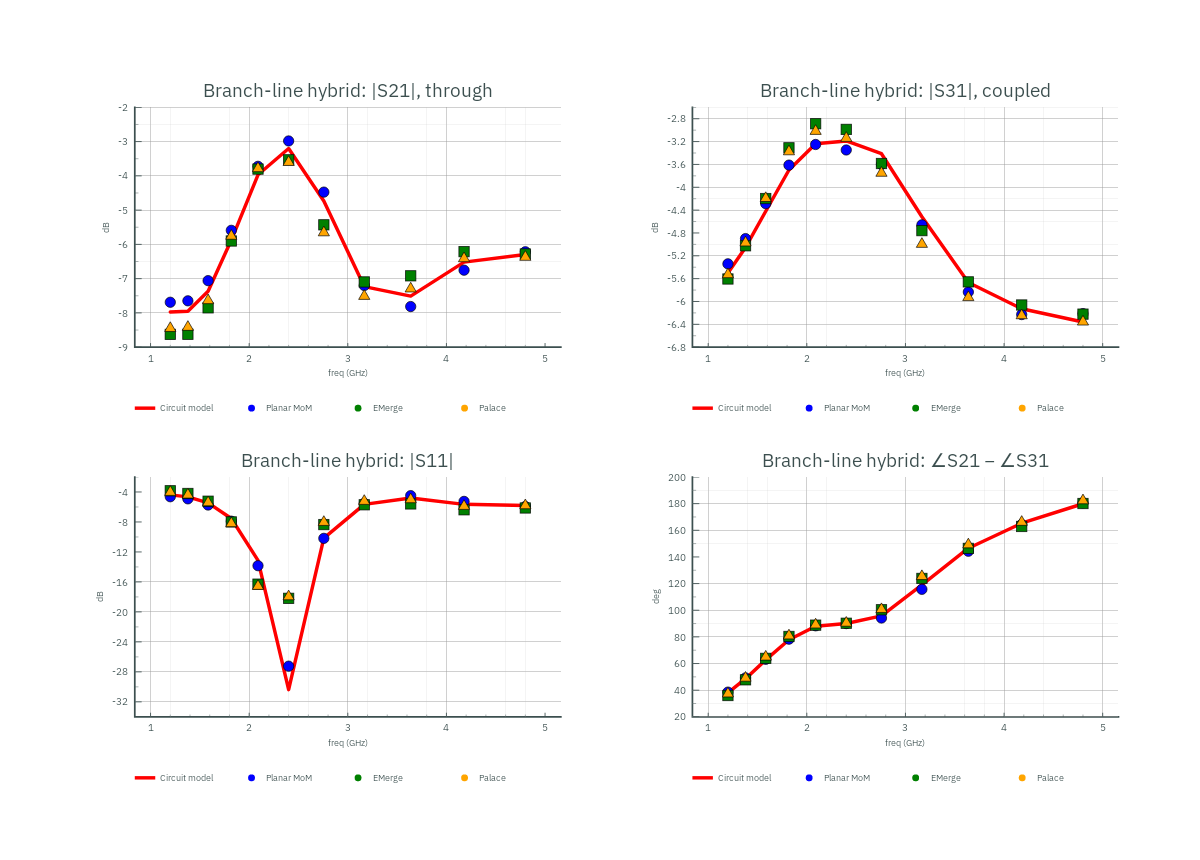 Branch-line hybrid: |S21|, through
-2
-3
-4
-5
-6
-7
-8
-9
dB
1 2 3 4 5
freq (GHz)
Circuit model Planar MoM EMerge Palace
Branch-line hybrid: |S31|, coupled
-2.8
-3.2
-3.6
-4
-4.4
-4.8
-5.2
-5.6
-6
-6.4
-6.8
dB
1 2 3 4 5
freq (GHz)
Circuit model Planar MoM EMerge Palace
Branch-line hybrid: |S11|
-4
-8
-12
-16
-20
-24
-28
-32
dB
1 2 3 4 5
freq (GHz)
Circuit model Planar MoM EMerge Palace
Branch-line hybrid: ∠S21 − ∠S31
200
180
160
140
120
100
80
60
40
20
deg
1 2 3 4 5
freq (GHz)
Circuit model Planar MoM EMerge Palace